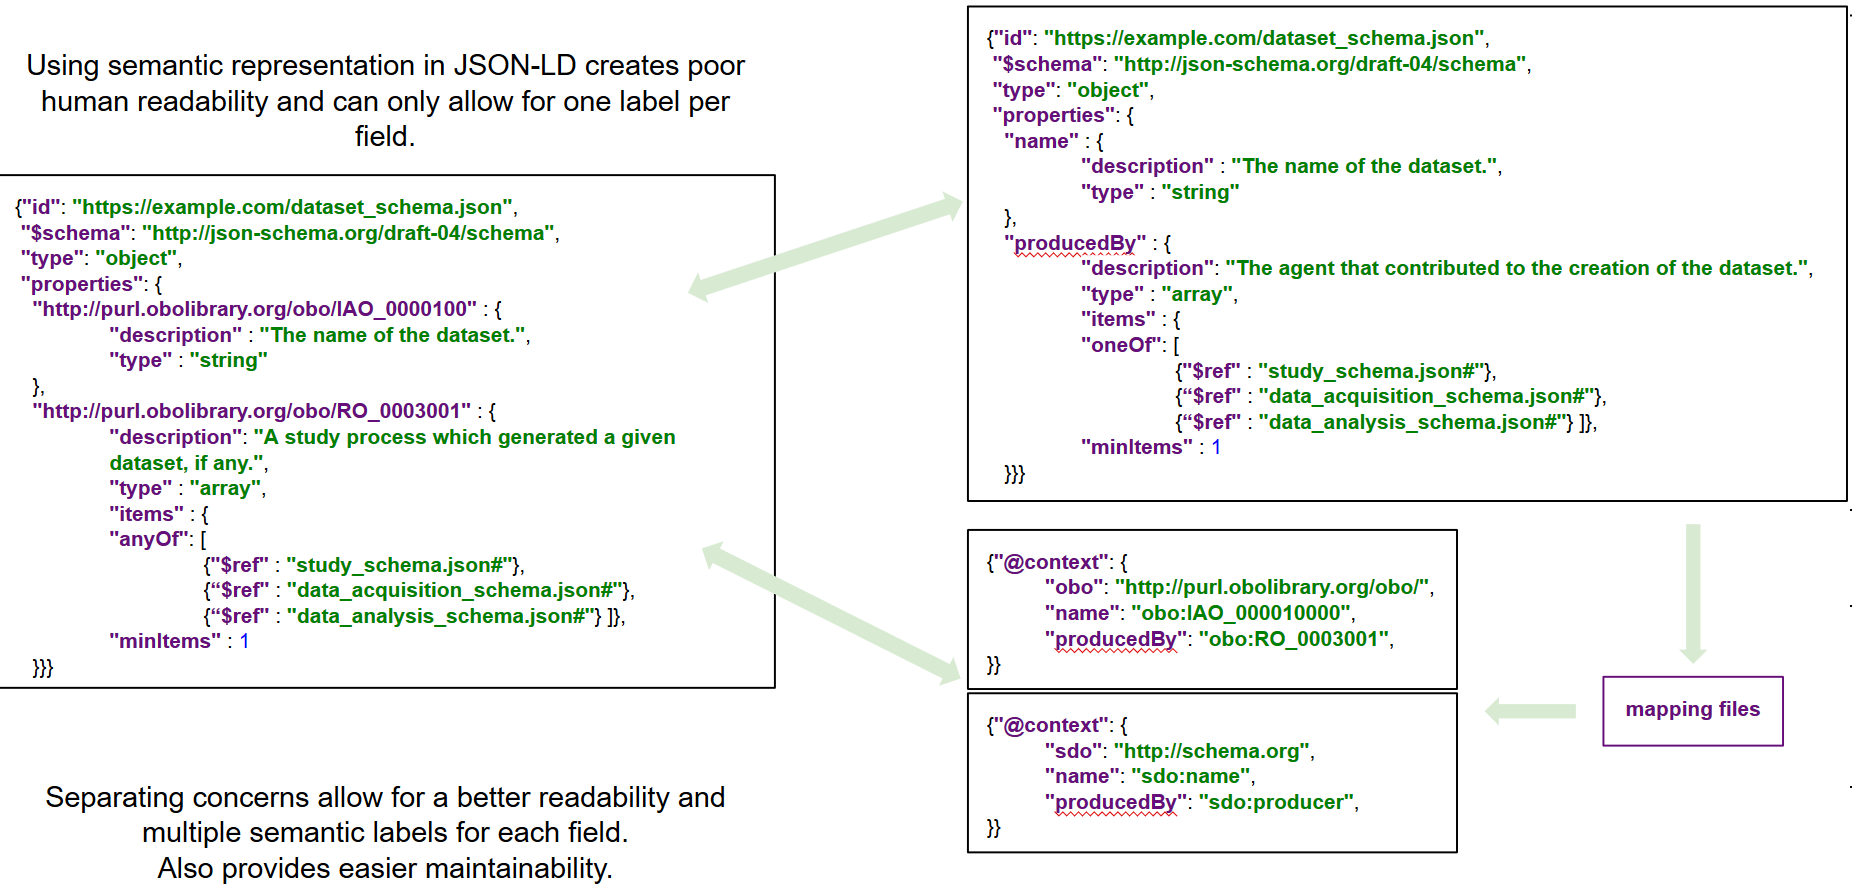 Using semantic representation in JSON-LD creates poor
human readability and can only allow for one label per
field.
{"id": "https://example.com/dataset_schema.json",
"$schema": "http://json-schema.org/draft-04/schema",
"type": "object",
"properties": {
"http://purl.obolibrary.org/obo/IAO_0000100" : {
"description" : "The name of the dataset.",
"type" : "string"
},
"http://purl.obolibrary.org/obo/RO_0003001" : {
"description": "A study process which generated a given
dataset, if any.",
"type" : "array",
"items" : {
"anyOf": [
{"$ref" : "study_schema.json#"},
{“$ref" : "data_acquisition_schema.json#"},
{“$ref" : "data_analysis_schema.json#"} ]},
"minItems" : 1
}}}
Separating concerns allow for a better readability and
multiple semantic labels for each field.
Also provides easier maintainability.
{"id": "https://example.com/dataset_schema.json",
"$schema": "http://json-schema.org/draft-04/schema",
"type": "object",
"properties": {
"name" : {
"description" : "The name of the dataset.",
"type" : "string"
},
"producedBy" : {
"description": "The agent that contributed to the creation of the dataset.",
"type" : "array",
"items" : {
"oneOf": [
{"$ref" : "study_schema.json#"},
{“$ref" : "data_acquisition_schema.json#"},
{“$ref" : "data_analysis_schema.json#"} ]},
"minItems" : 1
}}}
{"@context": {
"obo": "http://purl.obolibrary.org/obo/",
"name": "obo:IAO_000010000",
"producedBy": "obo:RO_0003001",
}}
{"@context": {
"sdo": "http://schema.org",
"name": "sdo:name",
"producedBy": "sdo:producer",
}}
mapping files